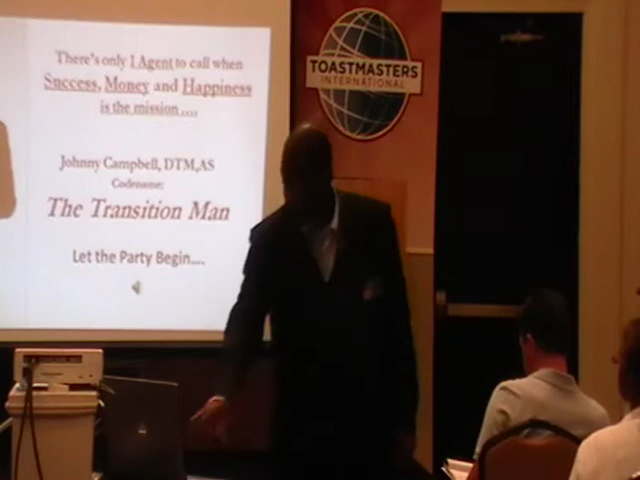 There's only 1 Agent to call when
Success, Money and Happiness
is the mission....
Johnny Campbell, DTM,AS
Codename:
The Transition Man
Let the Party Begin....
TOASTMASTERS
INTERNATIONAL